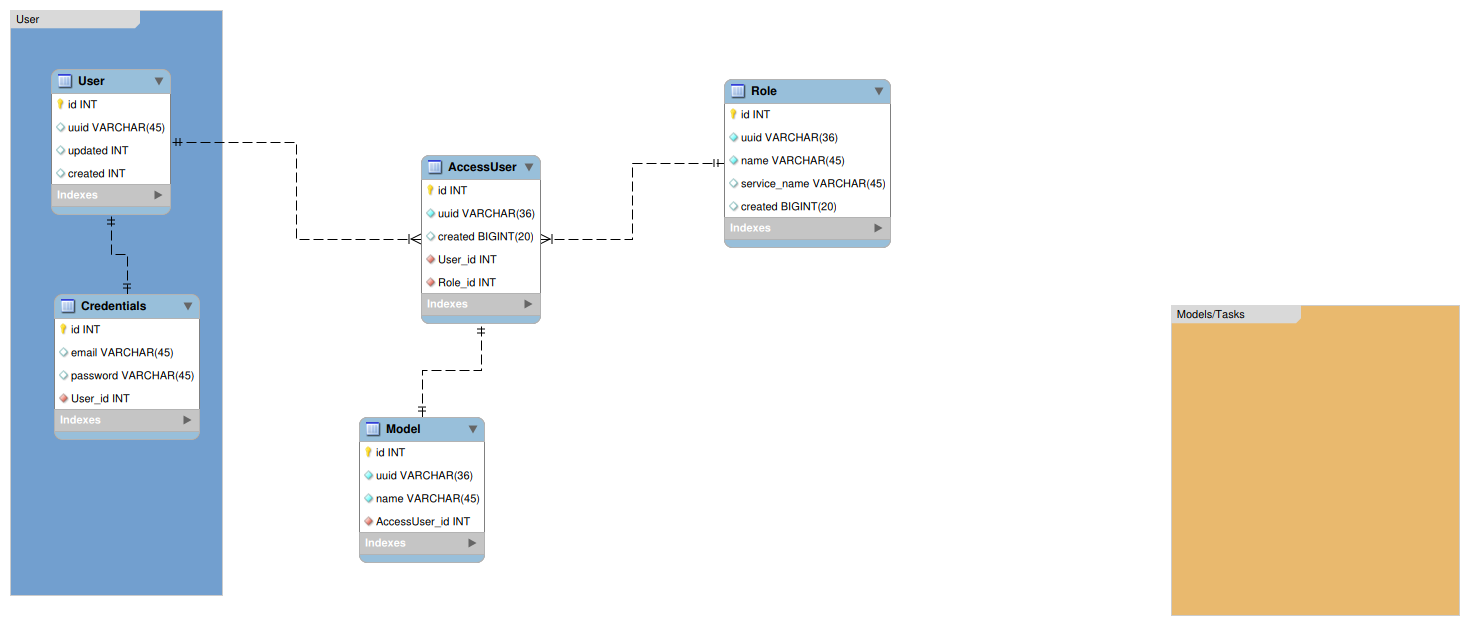 User
User
id INT
uuid VARCHAR(45)
updated INT
created INT
Indexes
Credentials
id INT
email VARCHAR(45)
password VARCHAR(45)
User_id INT
Indexes
AccessUser
id INT
uuid VARCHAR(36)
created BIGINT(20)
User_id INT
Role_id INT
Indexes
Model
id INT
uuid VARCHAR(36)
name VARCHAR(45)
AccessUser_id INT
Indexes
Role
id INT
uuid VARCHAR(36)
name VARCHAR(45)
service_name VARCHAR(45)
created BIGINT(20)
Indexes
Models/Tasks